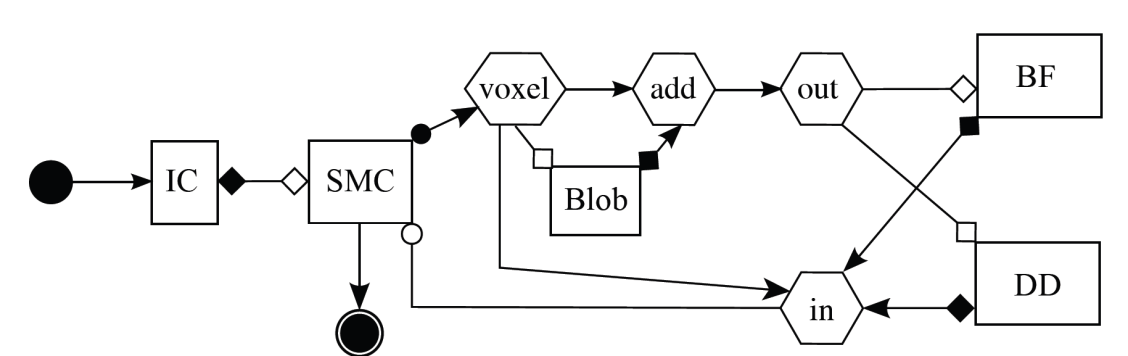 IC
SMC
voxel
add
out
BF
Blob
in
DD